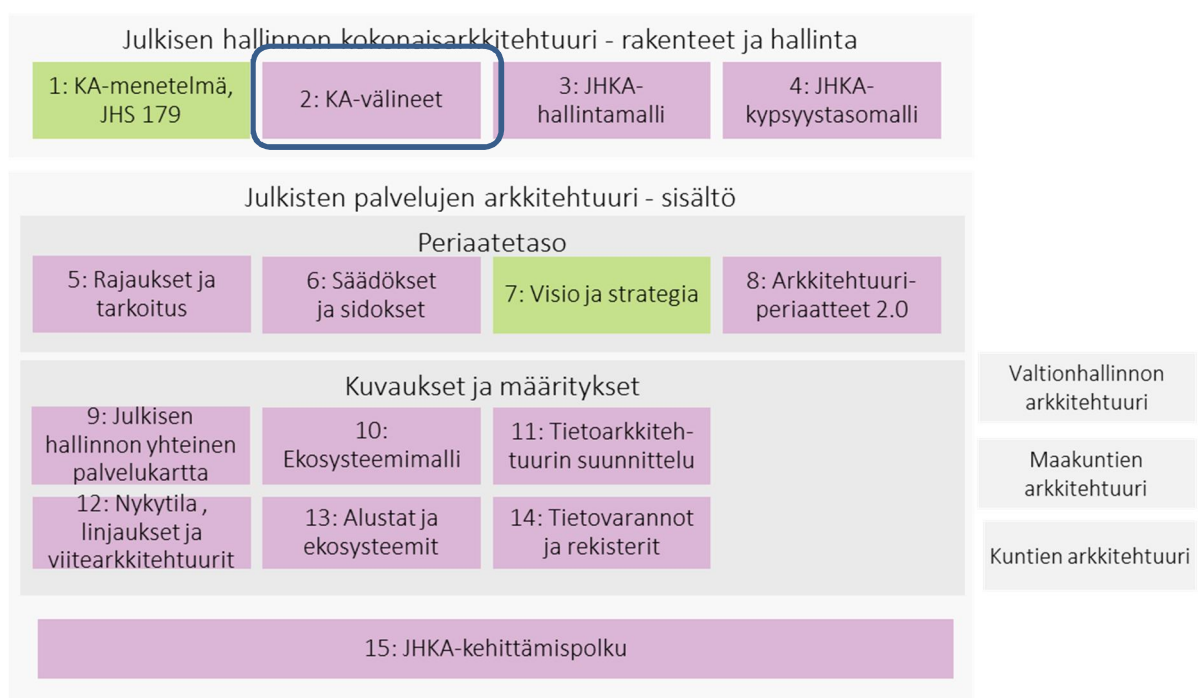 Julkisen hallinnon kokonaisarkkitehtuuri - rakenteet ja hallinta
1: KA-menetelmä,
JHS 179
2: KA-välineet
3: JHKA-
hallintamalli
4: JHKA-
kypsyystasomalli
Julkisten palvelujen arkkitehtuuri - sisältö
Periaatetaso
5: Rajaukset ja
tarkoitus
6: Säädökset
ja sidokset
7: Visio ja strategia
8: Arkkitehtuuri-
periaatteet 2.0
Kuvaukset ja määritykset
9: Julkisen
hallinnon yhteinen
palvelukartta
10:
Ekosysteemimalli
11: Tietoarkkiteh-
tuurin suunnittelu
12: Nykytila ,
linjaukset ja
viitearkkitehtuurit
13: Alustat ja
ekosysteemit
14: Tietovarannot
ja rekisterit
15: JHKA-kehittämispolku
Valtionhallinnon
arkkitehtuuri
Maakuntien
arkkitehtuuri
Kuntien arkkitehtuuri